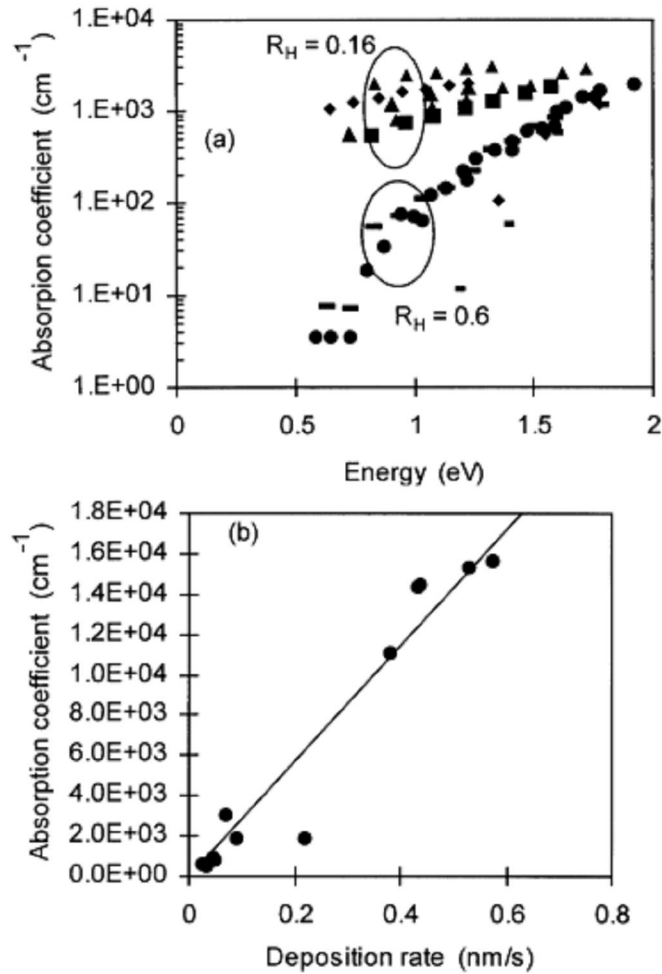 1.E+04
R_H = 0.16
1.E+03
(a)
1.E+02
1.E+01
R_H = 0.6
1.E+00
0 0.5 1 1.5 2
Absorpion coefficient (cm⁻¹)
Energy (eV)
1.8E+04
(b)
1.6E+04
1.4E+04
1.2E+04
1.0E+04
8.0E+03
6.0E+03
4.0E+03
2.0E+03
0.0E+00
0 0.2 0.4 0.6 0.8
Absorption coefficient (cm⁻¹)
Deposition rate (nm/s)